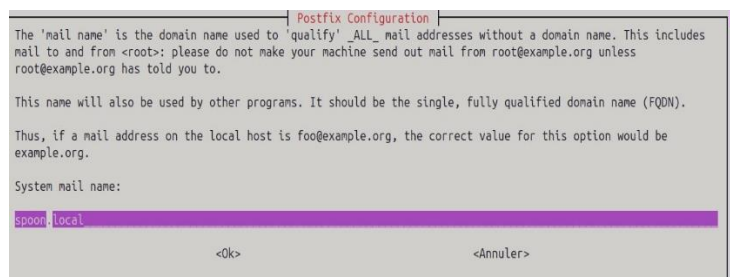 Postfix Configuration
The 'mail name' is the domain name used to 'qualify' _ALL_ mail addresses without a domain name. This includes
mail to and from <root>: please do not make your machine send out mail from root@example.org unless
root@example.org has told you to.
This name will also be used by other programs. It should be the single, fully qualified domain name (FQDN).
Thus, if a mail address on the local host is foo@example.org, the correct value for this option would be
example.org.
System mail name:
spoon.local
<Ok> <Annuler>